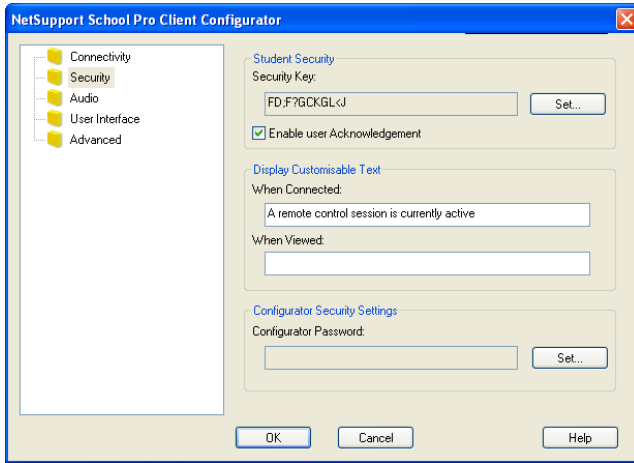 NetSupport School Pro Client Configurator
Connectivity
Security
Audio
User Interface
Advanced
Student Security
Security Key:
FD;F?GCKGL<J
Set...
Enable user Acknowledgement
Display Customisable Text
When Connected:
A remote control session is currently active
When Viewed:
Configurator Security Settings
Configurator Password:
Set...
OK
Cancel
Help